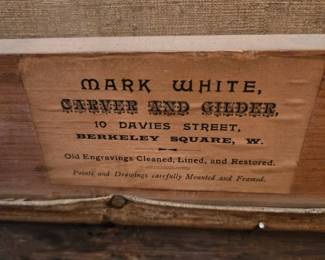 MARK WHITE,
CARVER AND GILDER,
10 DAVIES STREET,
BERKELEY SQUARE, W.
Old Engravings Cleaned, Lined, and Restored.
Prints and Drawings carefully Mounted and Framed.